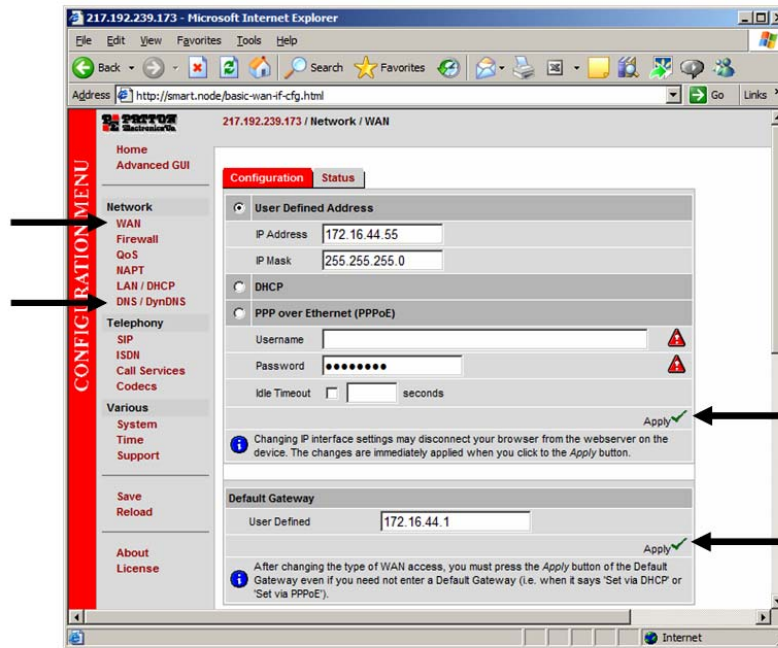 217.192.239.173 - Microsoft Internet Explorer
File Edit View Favorites Tools Help
Back Search Favorites
Address http://smart.node/basic-wan-if-cfg.html Go Links
PATTON
Electronics Co.
217.192.239.173 / Network / WAN
CONFIGURATION MENU
Home
Advanced GUI
Network
WAN
Firewall
QoS
NAPT
LAN / DHCP
DNS / DynDNS
Telephony
SIP
ISDN
Call Services
Codecs
Various
System
Time
Support
Save
Reload
About
License
Configuration Status
User Defined Address
IP Address 172.16.44.55
IP Mask 255.255.255.0
DHCP
PPP over Ethernet (PPPoE)
Username
Password ●●●●●●●●
Idle Timeout seconds
Apply
Changing IP interface settings may disconnect your browser from the webserver on the
device. The changes are immediately applied when you click to the Apply button.
Default Gateway
User Defined 172.16.44.1
Apply
After changing the type of WAN access, you must press the Apply button of the Default
Gateway even if you need not enter a Default Gateway (i.e. when it says 'Set via DHCP' or
'Set via PPPoE').
Internet